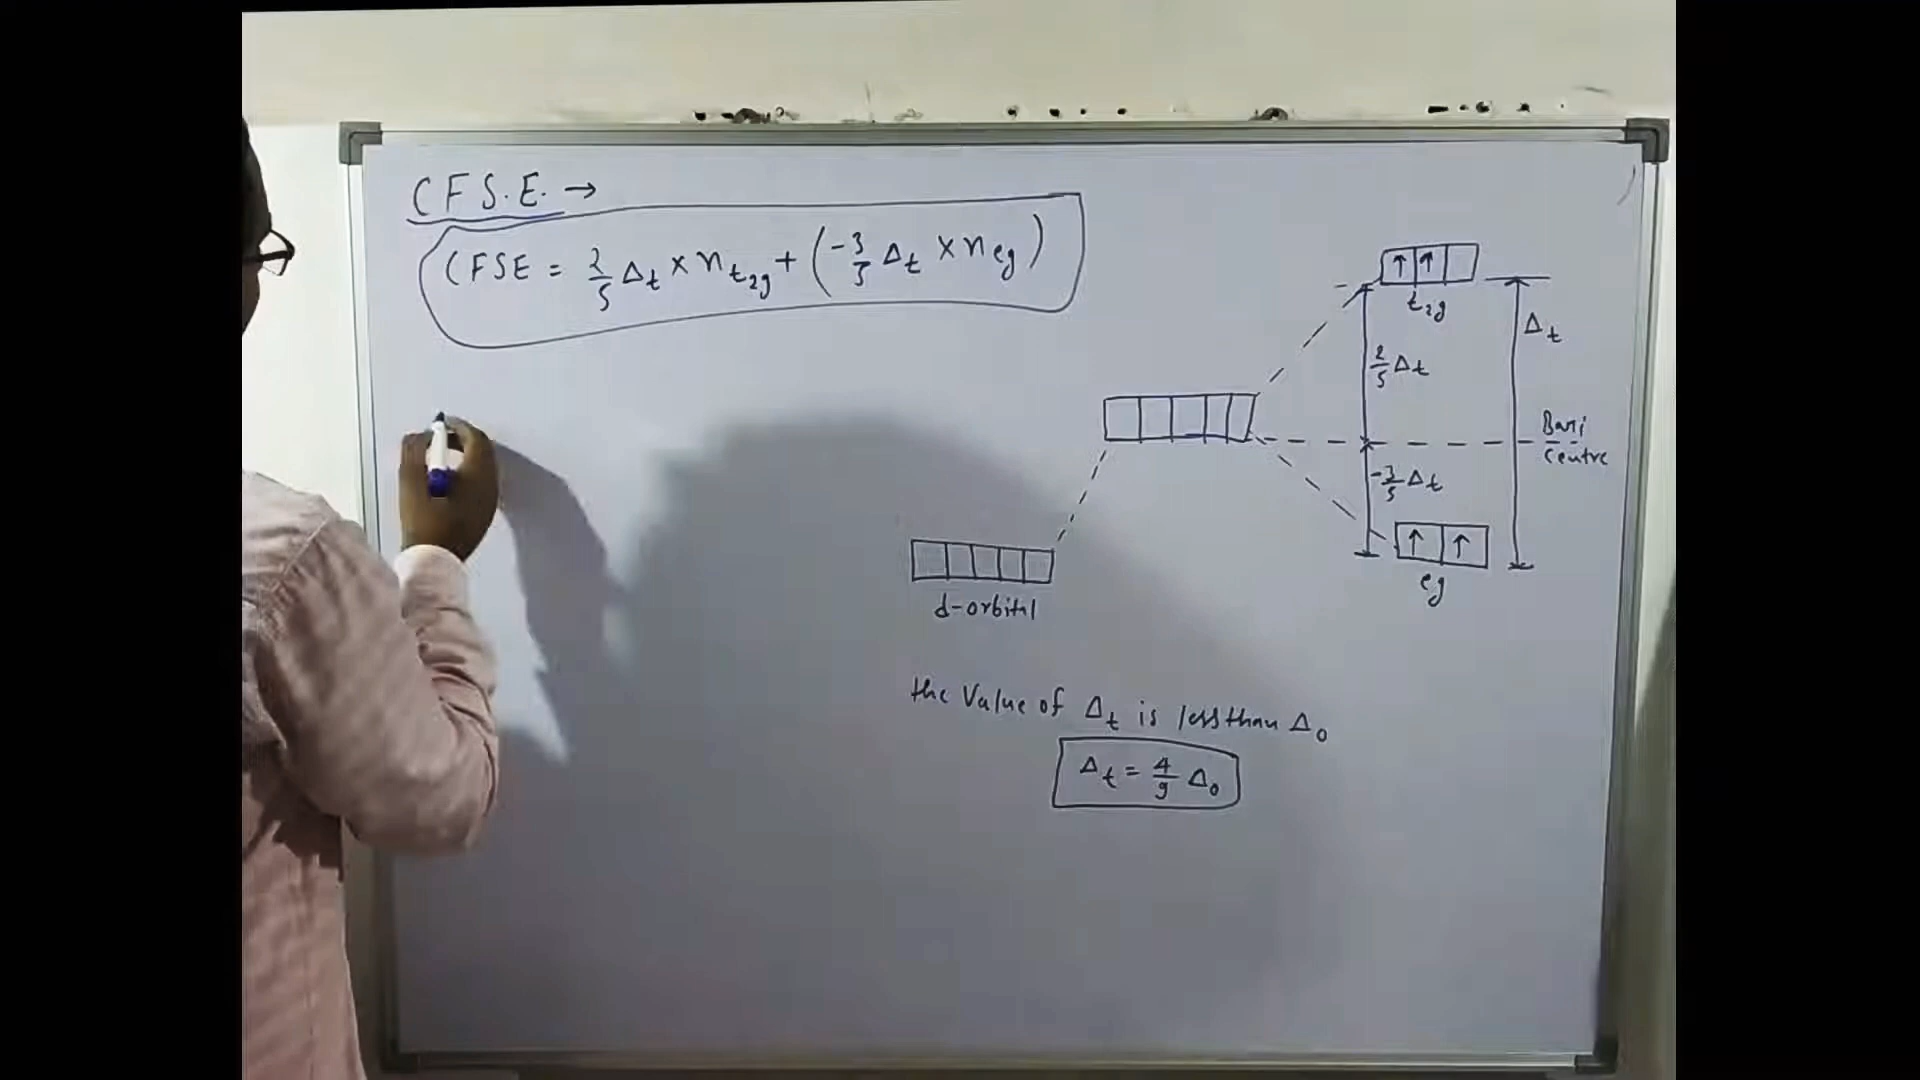 C F S. E. →
CFSE = 2/5 Δt × n t2g + (-3/5 Δt × n eg)
↑ ↑
t2g
Δt
2/5 Δt
Bari
centre
-3/5 Δt
↑ ↑
eg
d-orbital
the Value of Δt is less than Δo
Δt = 4/9 Δo